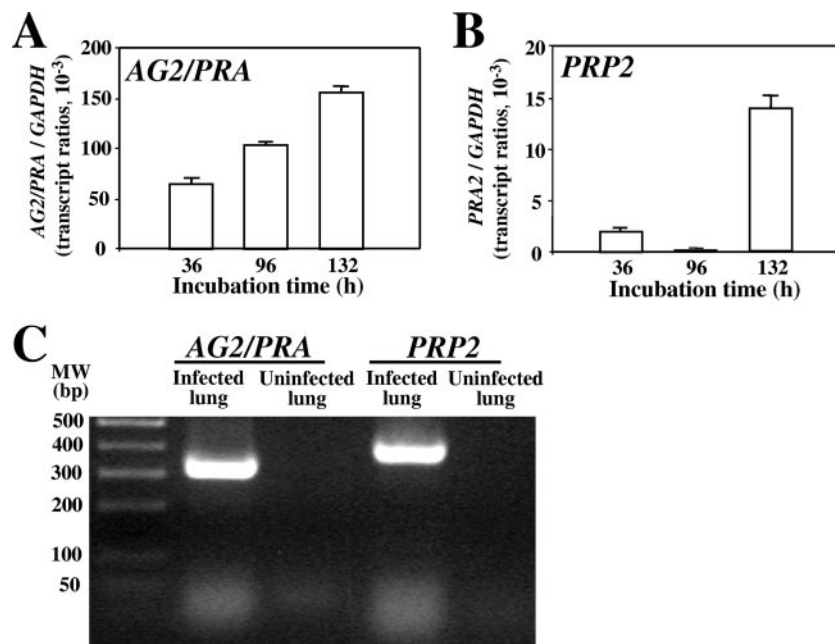 A
AG2/PRA
AG2/PRA / GAPDH
(transcript ratios, 10-3)
200
150
100
50
0
36 96 132
Incubation time (h)
B
PRP2
PRA2 / GAPDH
(transcript ratios, 10-3)
20
15
10
5
0
36 96 132
Incubation time (h)
C
AG2/PRA PRP2
MW
(bp)
Infected
lung
Uninfected
lung
Infected
lung
Uninfected
lung
500
400
300
200
100
50